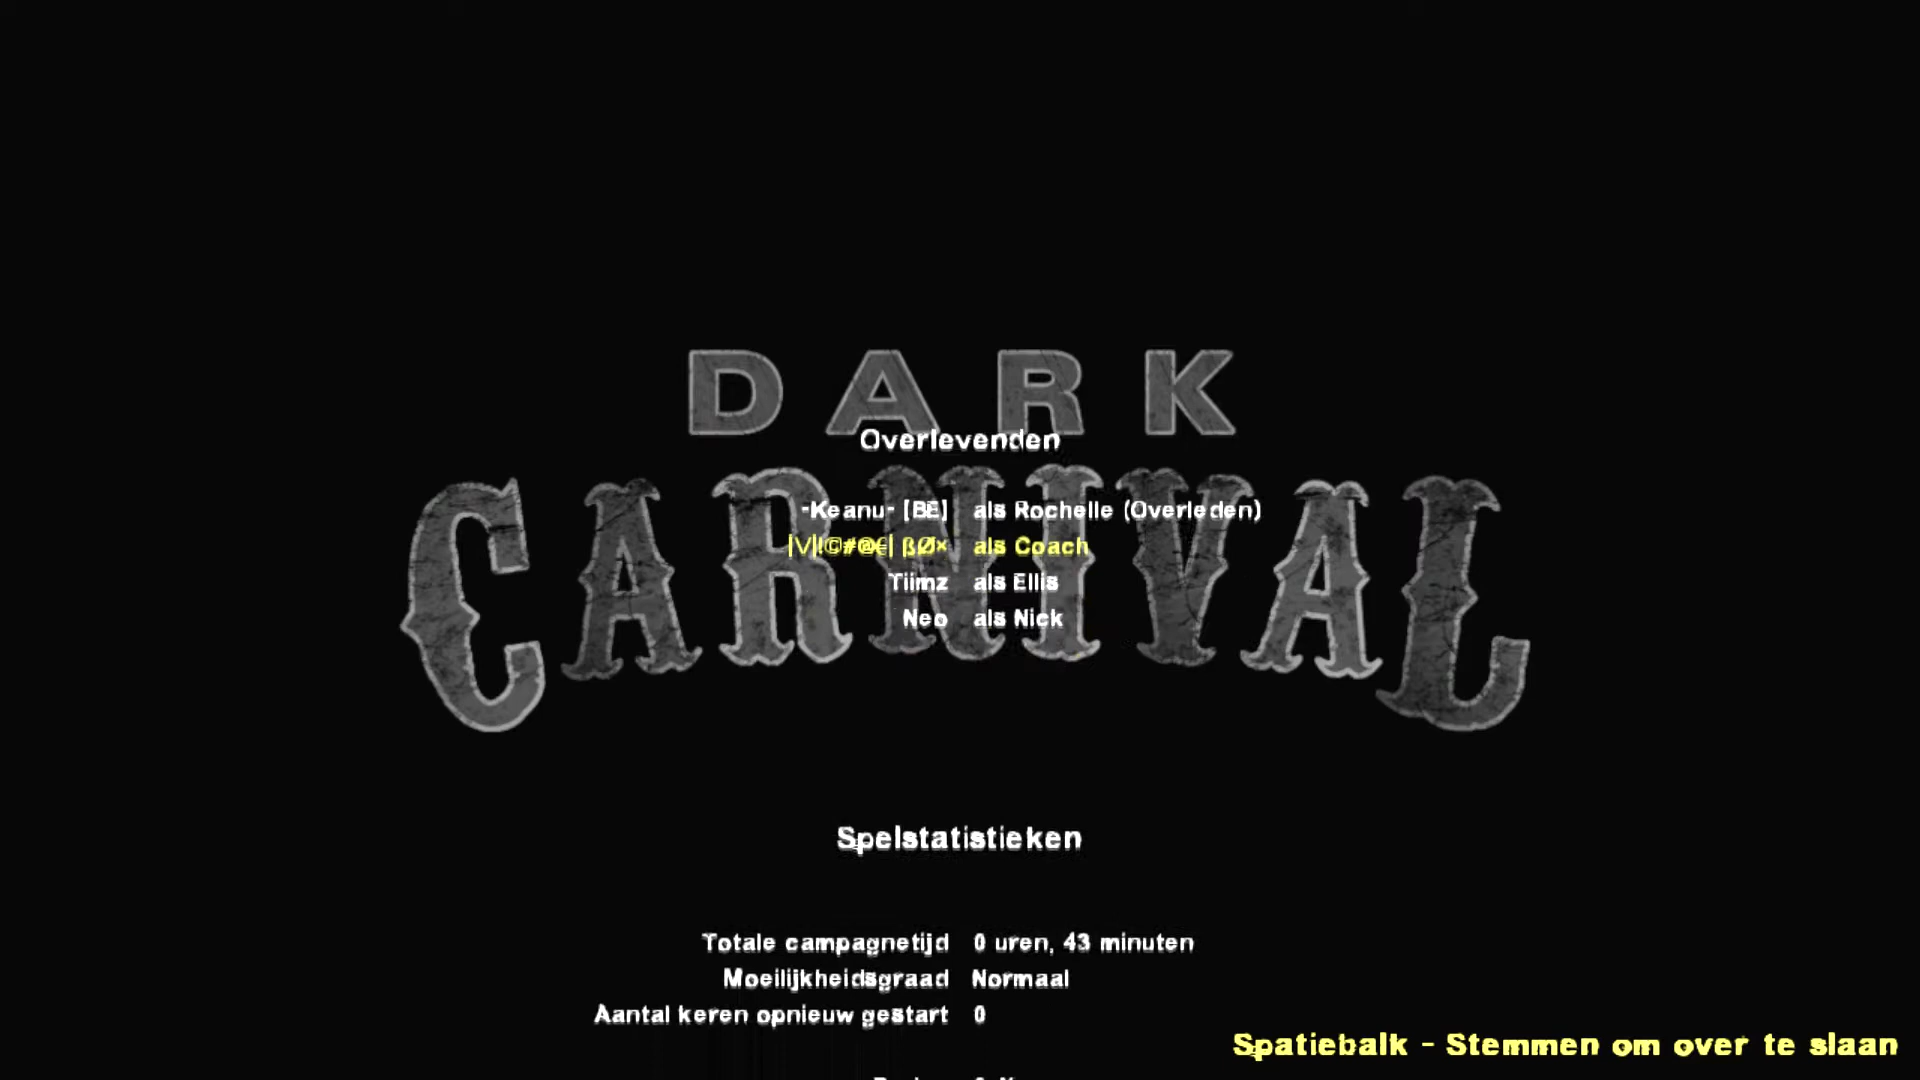 DARK
CARNIVAL
Overlevenden
-Keanu- [BE] als Rochelle (Overleden)
|\/|!©#@€| ßØ× als Coach
Tiimz als Ellis
Neo als Nick
Spelstatistieken
Totale campagnetijd 0 uren, 43 minuten
Moeilijkheidsgraad Normaal
Aantal keren opnieuw gestart 0
Spatiebalk - Stemmen om over te slaan